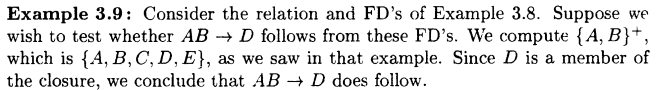 Example 3.9: Consider the relation and FD's of Example 3.8. Suppose we
wish to test whether AB → D follows from these FD's. We compute {A, B}⁺,
which is {A, B, C, D, E}, as we saw in that example. Since D is a member of
the closure, we conclude that AB → D does follow.